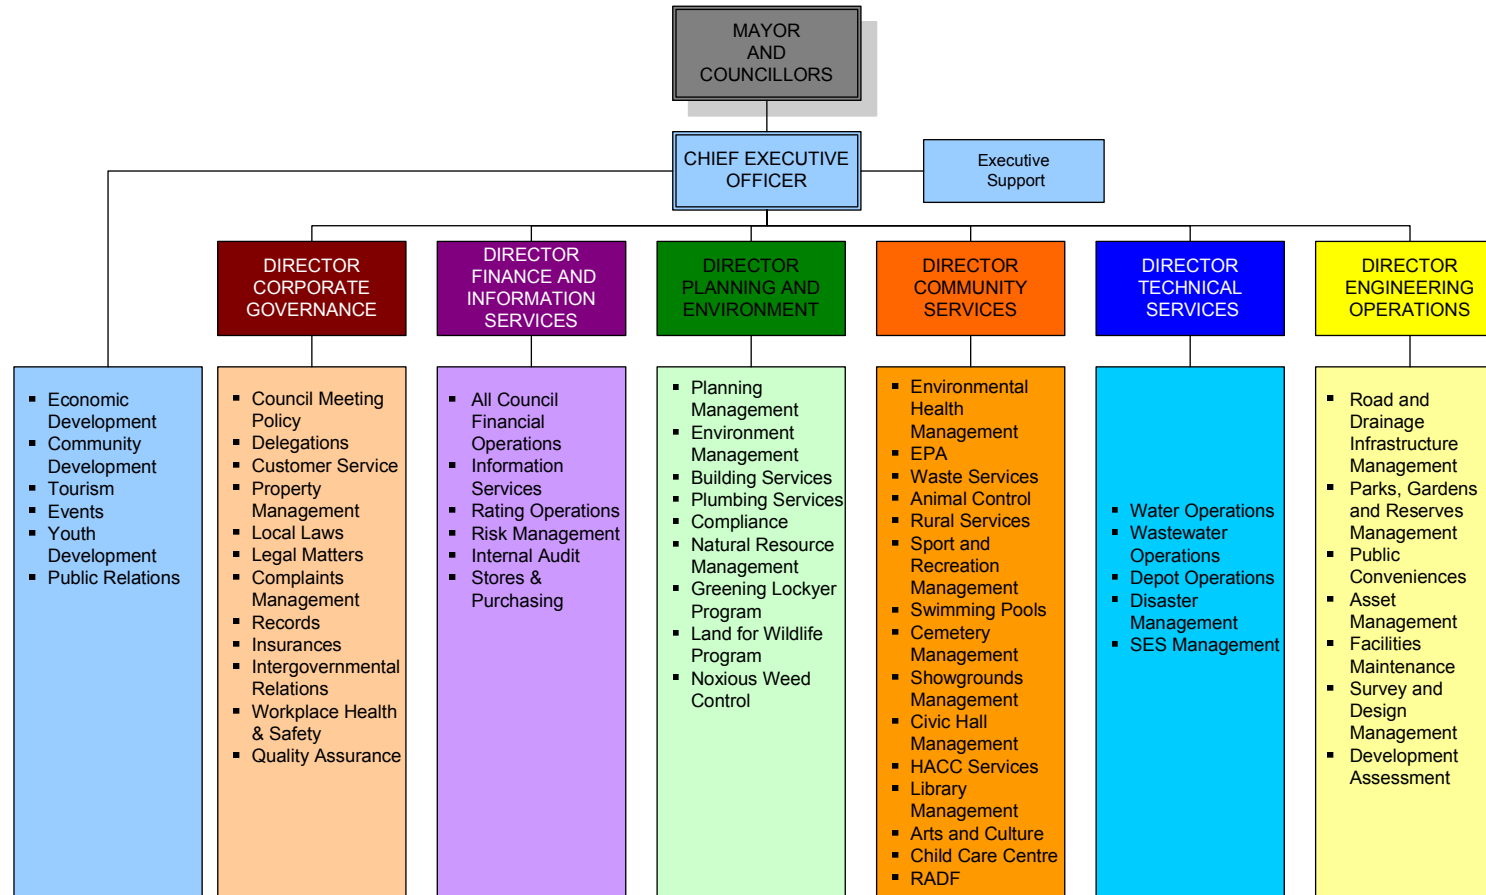 MAYOR
AND
COUNCILLORS
CHIEF EXECUTIVE
OFFICER
Executive
Support
DIRECTOR
CORPORATE
GOVERNANCE
DIRECTOR
FINANCE AND
INFORMATION
SERVICES
DIRECTOR
PLANNING AND
ENVIRONMENT
DIRECTOR
COMMUNITY
SERVICES
DIRECTOR
TECHNICAL
SERVICES
DIRECTOR
ENGINEERING
OPERATIONS
▪ Economic
Development
▪ Community
Development
▪ Tourism
▪ Events
▪ Youth
Development
▪ Public Relations
▪ Council Meeting
Policy
▪ Delegations
▪ Customer Service
▪ Property
Management
▪ Local Laws
▪ Legal Matters
▪ Complaints
Management
▪ Records
▪ Insurances
▪ Intergovernmental
Relations
▪ Workplace Health
& Safety
▪ Quality Assurance
▪ All Council
Financial
Operations
▪ Information
Services
▪ Rating Operations
▪ Risk Management
▪ Internal Audit
▪ Stores &
Purchasing
▪ Planning
Management
▪ Environment
Management
▪ Building Services
▪ Plumbing Services
▪ Compliance
▪ Natural Resource
Management
▪ Greening Lockyer
Program
▪ Land for Wildlife
Program
▪ Noxious Weed
Control
▪ Environmental
Health
Management
▪ EPA
▪ Waste Services
▪ Animal Control
▪ Rural Services
▪ Sport and
Recreation
Management
▪ Swimming Pools
▪ Cemetery
Management
▪ Showgrounds
Management
▪ Civic Hall
Management
▪ HACC Services
▪ Library
Management
▪ Arts and Culture
▪ Child Care Centre
▪ RADF
▪ Water Operations
▪ Wastewater
Operations
▪ Depot Operations
▪ Disaster
Management
▪ SES Management
▪ Road and
Drainage
Infrastructure
Management
▪ Parks, Gardens
and Reserves
Management
▪ Public
Conveniences
▪ Asset
Management
▪ Facilities
Maintenance
▪ Survey and
Design
Management
▪ Development
Assessment